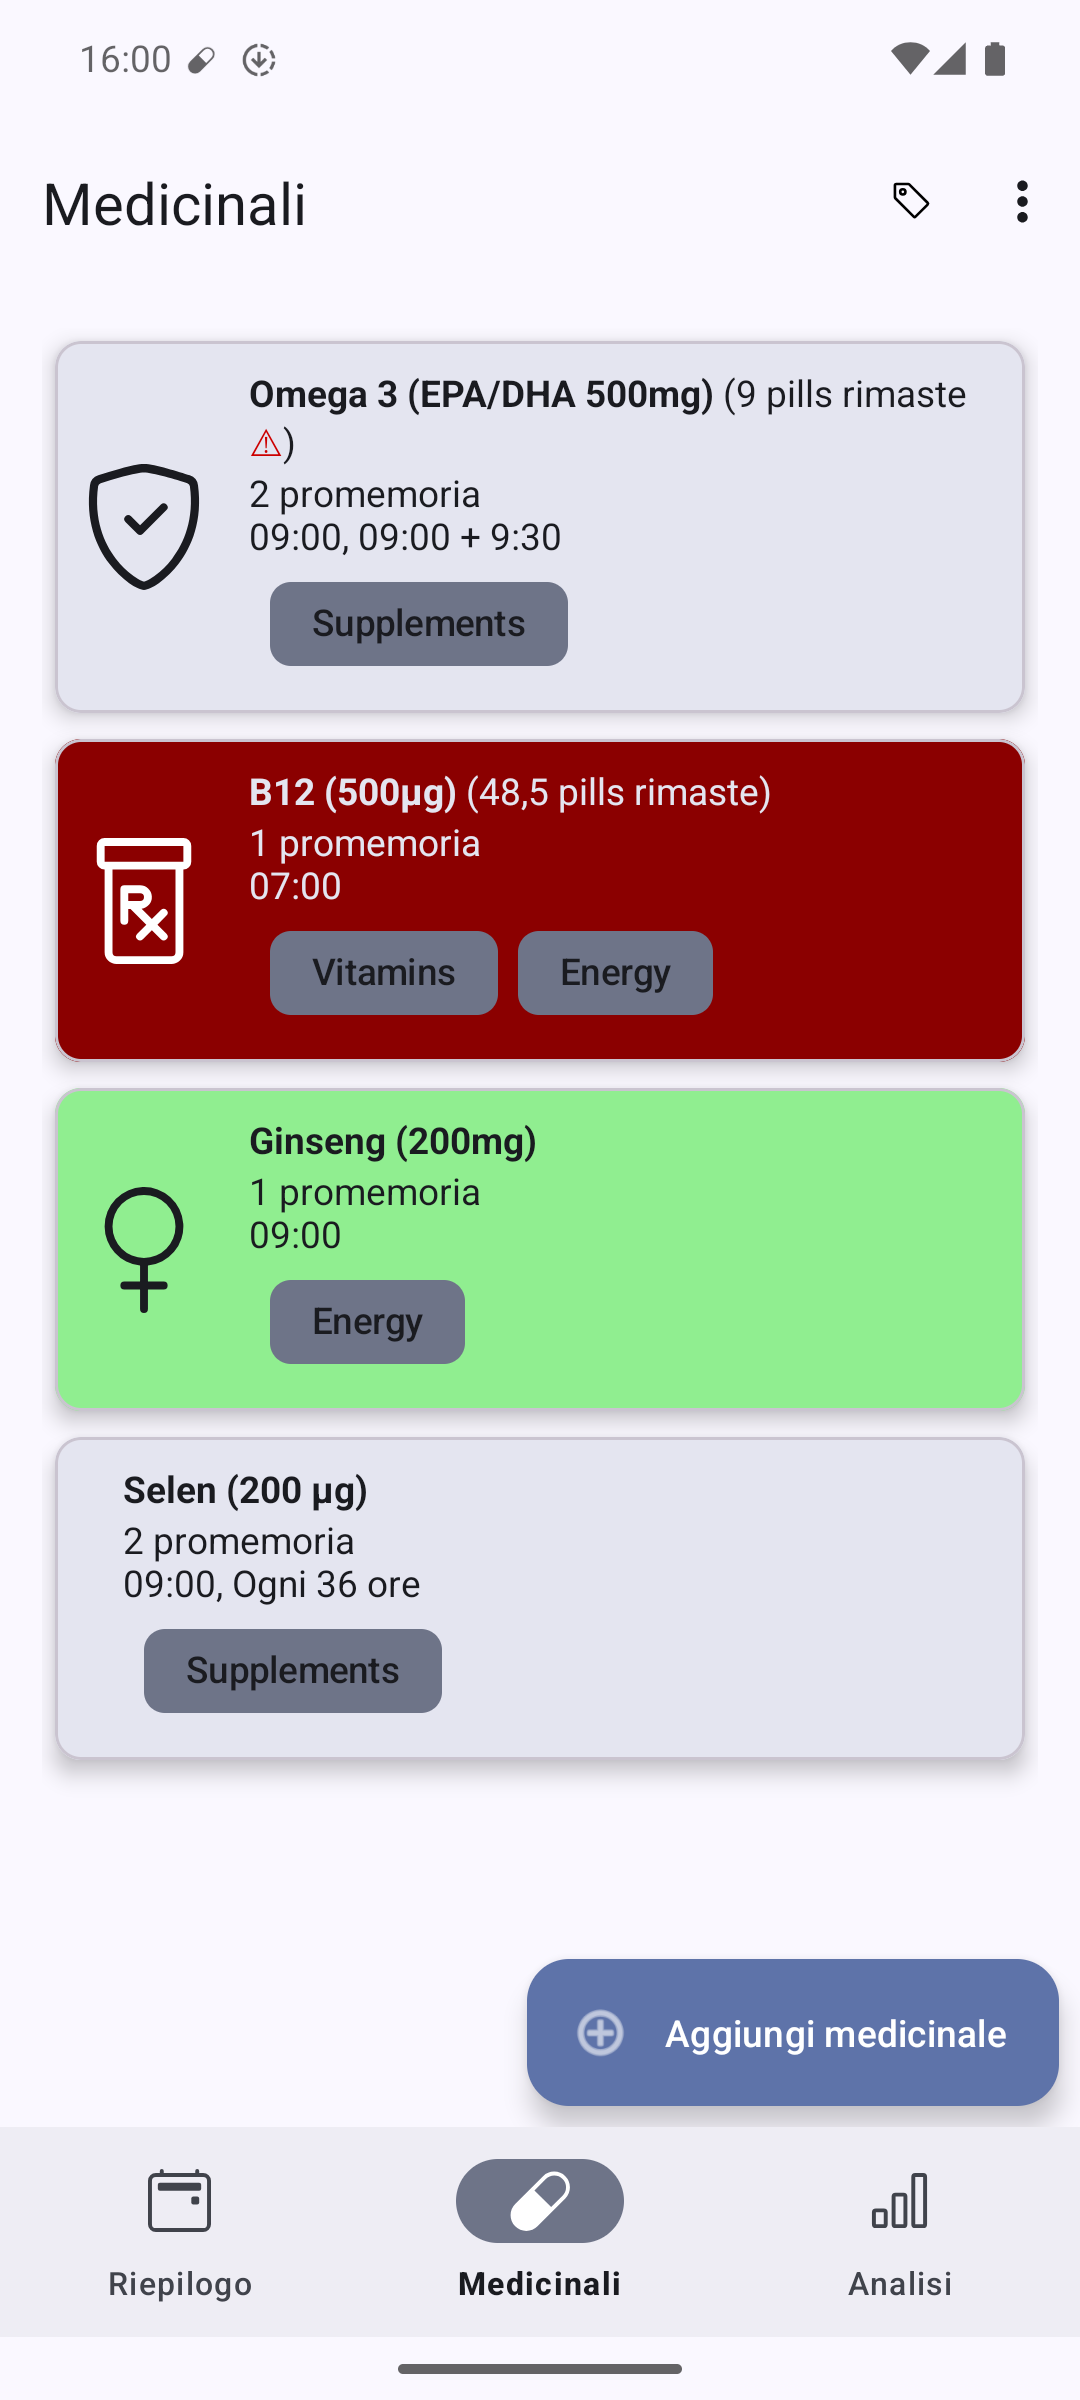 16:00
Medicinali
Omega 3 (EPA/DHA 500mg) (9 pills rimaste
⚠)
2 promemoria
09:00, 09:00 + 9:30
Supplements
B12 (500µg) (48,5 pills rimaste)
1 promemoria
07:00
Vitamins Energy
Ginseng (200mg)
1 promemoria
09:00
Energy
Selen (200 µg)
2 promemoria
09:00, Ogni 36 ore
Supplements
Aggiungi medicinale
Riepilogo Medicinali Analisi